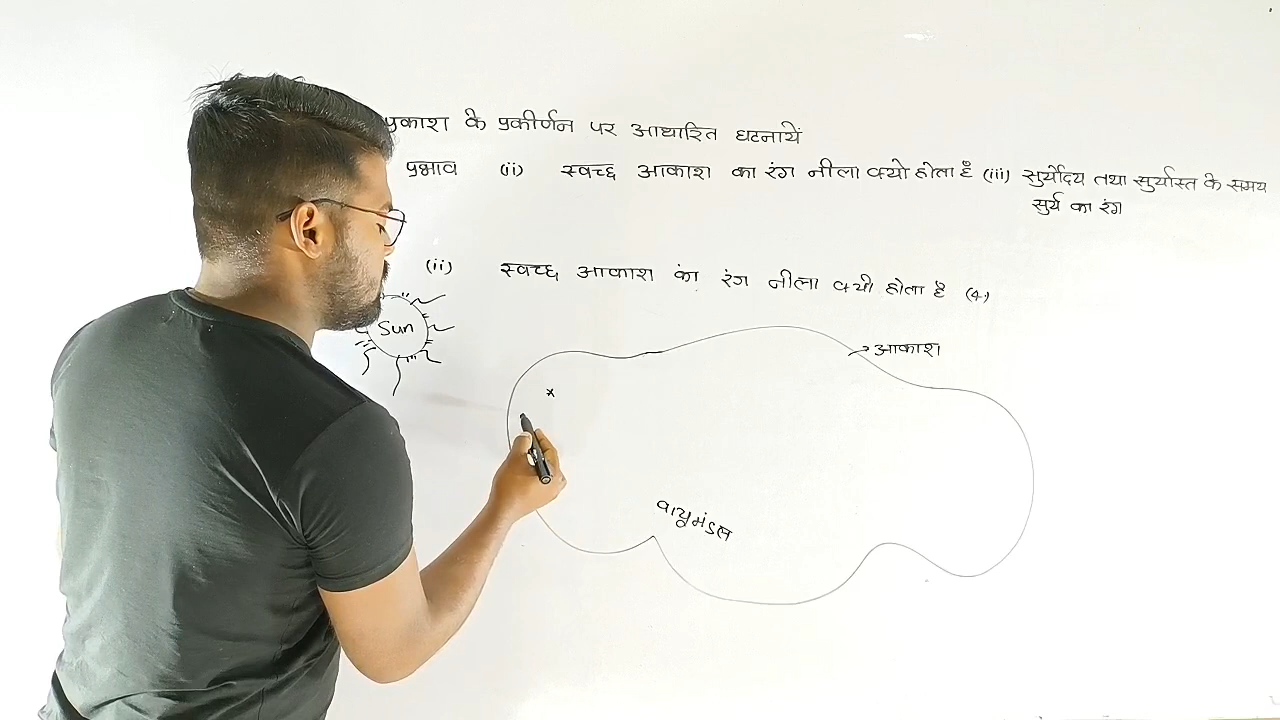 प्रकाश के प्रकीर्णन पर आधारित घटनायें
प्रभाव (ii) स्वच्छ आकाश का रंग नीला क्यो होता है (iii) सुर्योदय तथा सुर्यास्त के समय
सुर्य का रंग
(ii) स्वच्छ आकाश का रंग नीला क्यो होता है (4)
Sun
आकाश
वायुमंडल